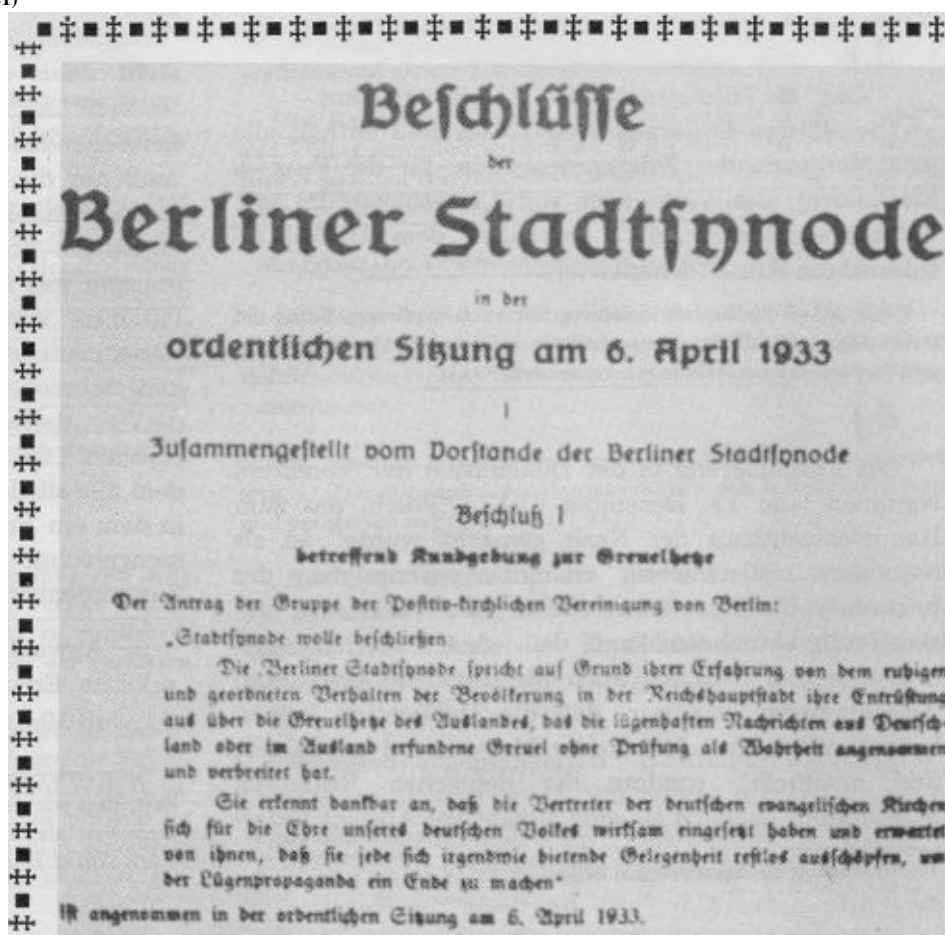 Beschlüsse
der
Berliner Stadtsynode
in der
ordentlichen Sitzung am 6. April 1933
Zusammengestellt vom Vorstande der Berliner Stadtsynode
Beschluß 1
betreffend Kundgebung zur Greuelhetze
Der Antrag der Gruppe der Positiv-kirchlichen Vereinigung von Berlin:
„Stadtsynode wolle beschließen
Die Berliner Stadtsynode spricht auf Grund ihrer Erfahrung von dem ruhigen
und geordneten Verhalten der Bevölkerung in der Reichshauptstadt ihre Entrüstung
aus über die Greuelhetze des Auslandes, das die lügenhaften Nachrichten aus Deutsch-
land oder im Ausland erfundene Greuel ohne Prüfung als Wahrheit angenommen
und verbreitet hat.
Sie erkennt dankbar an, daß die Vertreter der deutschen evangelischen Kirchen
sich für die Ehre unseres deutschen Volkes wirksam eingesetzt haben und erwartet
von ihnen, daß sie jede sich irgendwie bietende Gelegenheit restlos ausschöpfen, um
der Lügenpropaganda ein Ende zu machen“
Ist angenommen in der ordentlichen Sitzung am 6. April 1933.